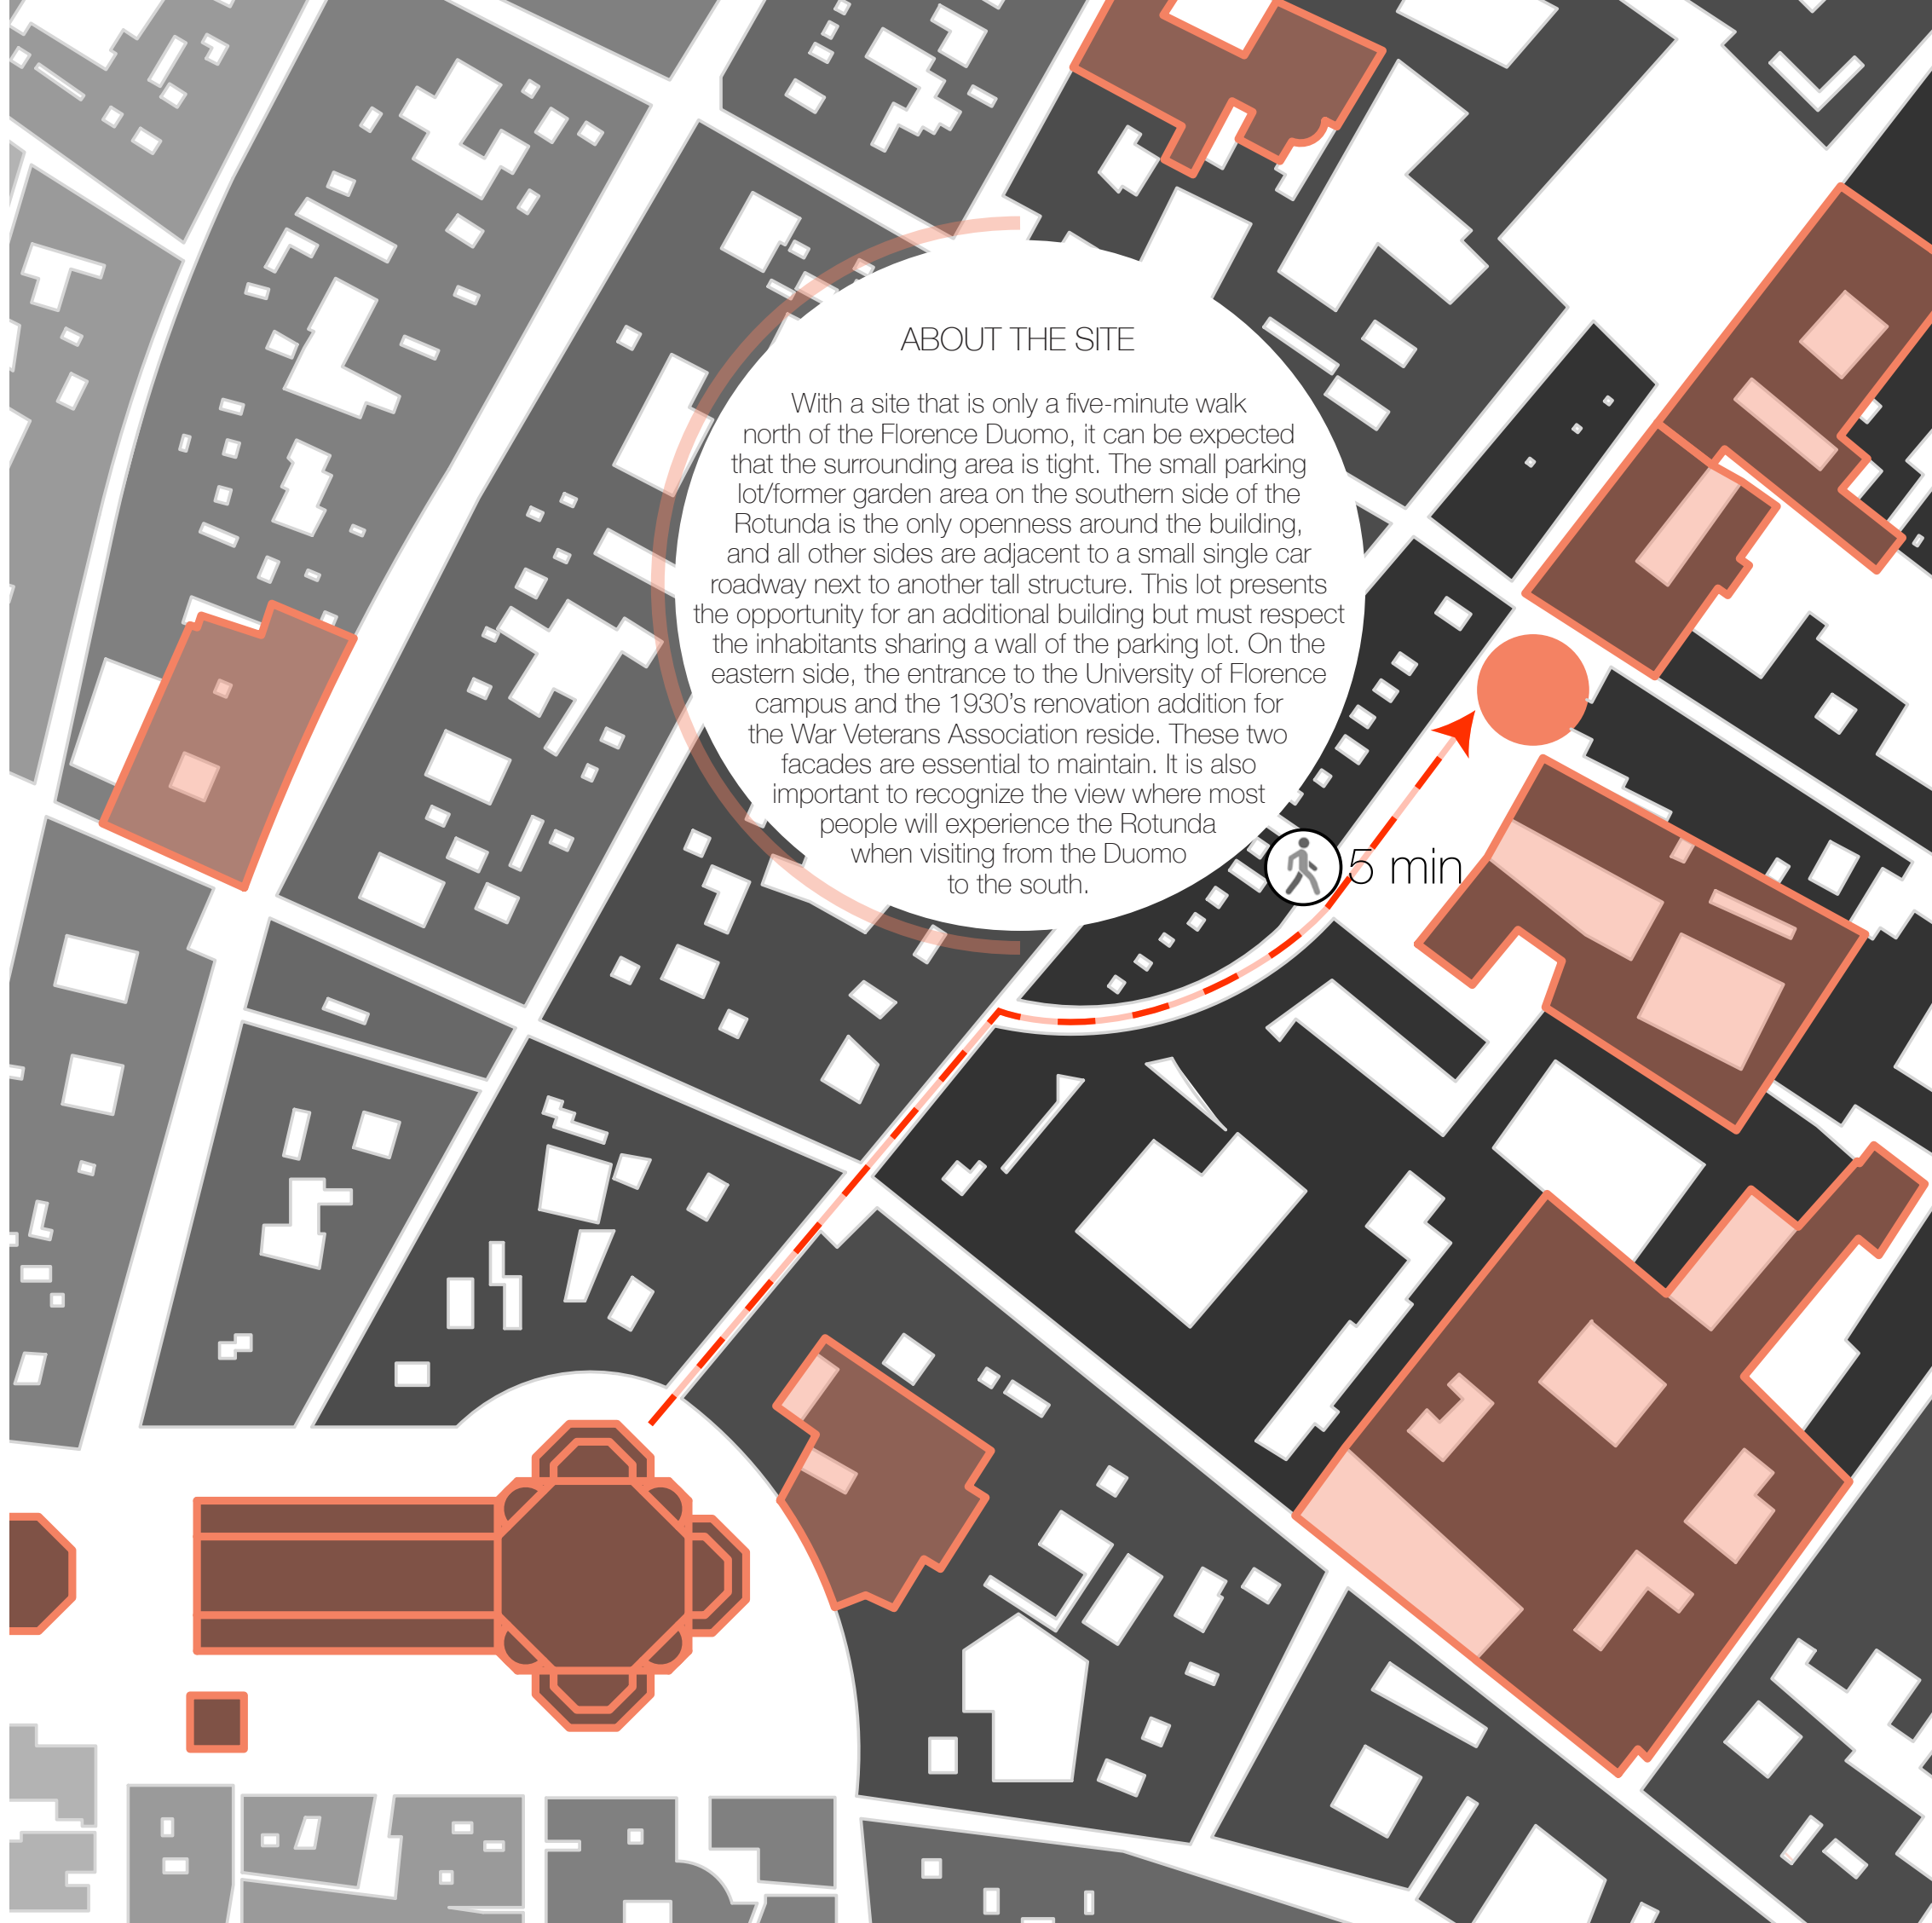 ABOUT THE SITE
With a site that is only a five-minute walk
north of the Florence Duomo, it can be expected
that the surrounding area is tight. The small parking
lot/former garden area on the southern side of the
Rotunda is the only openness around the building,
and all other sides are adjacent to a small single car
roadway next to another tall structure. This lot presents
the opportunity for an additional building but must respect
the inhabitants sharing a wall of the parking lot. On the
eastern side, the entrance to the University of Florence
campus and the 1930's renovation addition for
the War Veterans Association reside. These two
facades are essential to maintain. It is also
important to recognize the view where most
people will experience the Rotunda
when visiting from the Duomo
to the south.
5 min